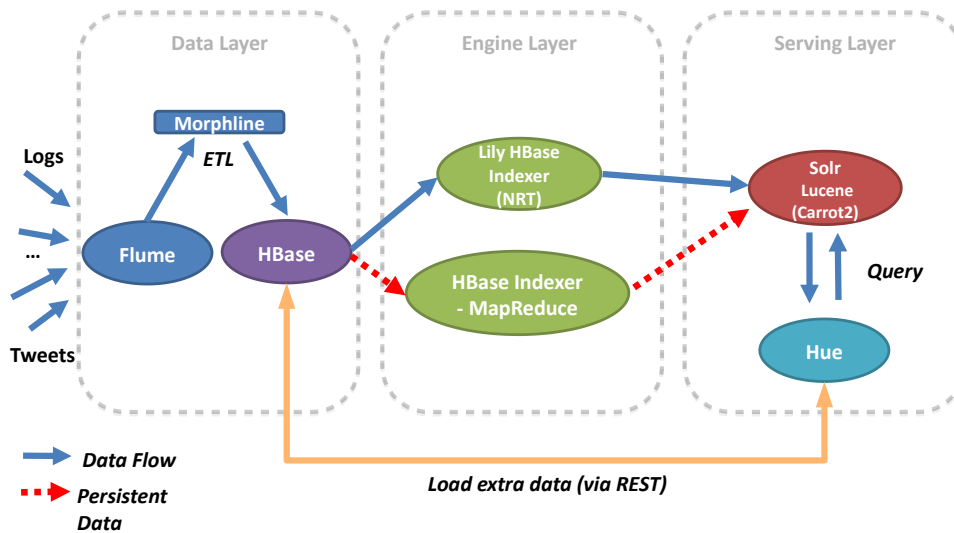 Data Layer
Engine Layer
Serving Layer
Morphline
ETL
Logs
Lily HBase
Indexer
(NRT)
Solr
Lucene
(Carrot2)
...
Flume
HBase
HBase Indexer
- MapReduce
Query
Tweets
Hue
Data Flow
Load extra data (via REST)
Persistent
Data